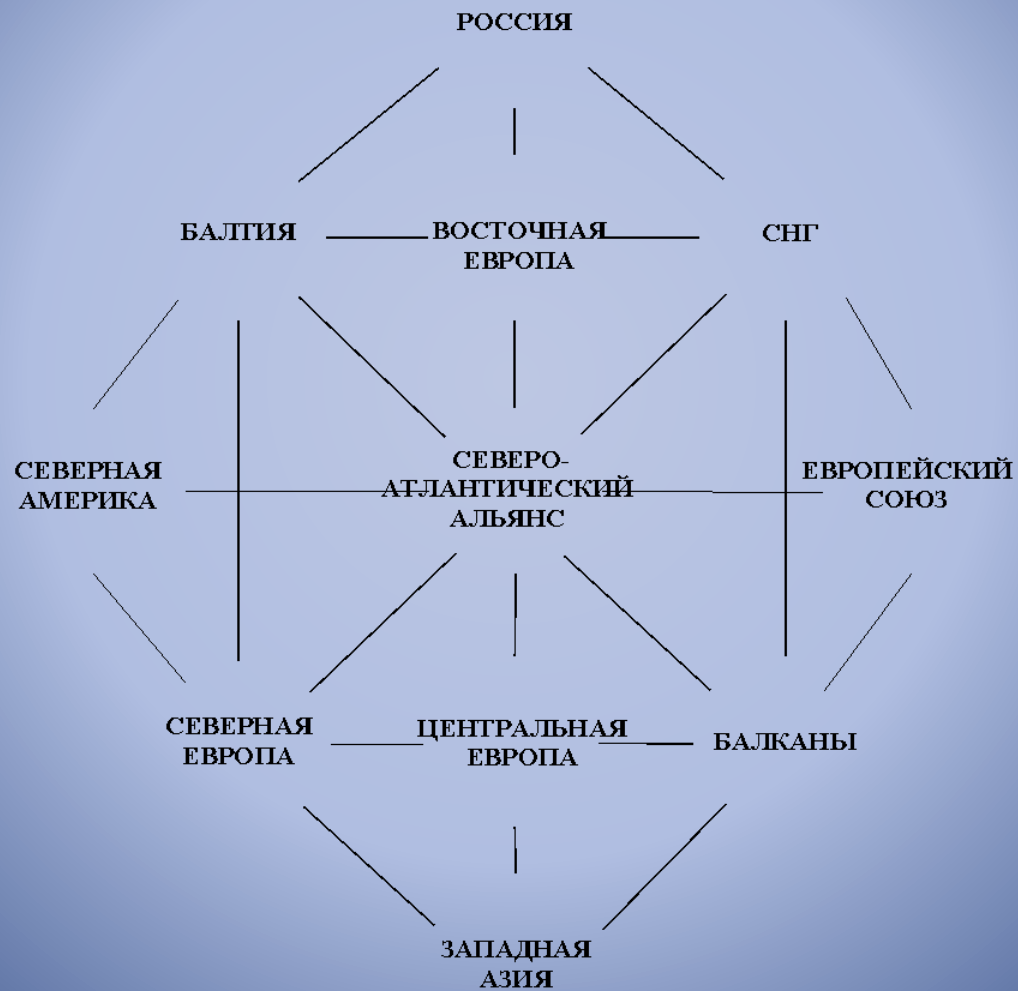 РОССИЯ
БАЛТИЯ
ВОСТОЧНАЯ
ЕВРОПА
СНГ
СЕВЕРНАЯ
АМЕРИКА
СЕВЕРО-
АТЛАНТИЧЕСКИЙ
АЛЬЯНС
ЕВРОПЕЙСКИЙ
СОЮЗ
СЕВЕРНАЯ
ЕВРОПА
ЦЕНТРАЛЬНАЯ
ЕВРОПА
БАЛКАНЫ
ЗАПАДНАЯ
АЗИЯ